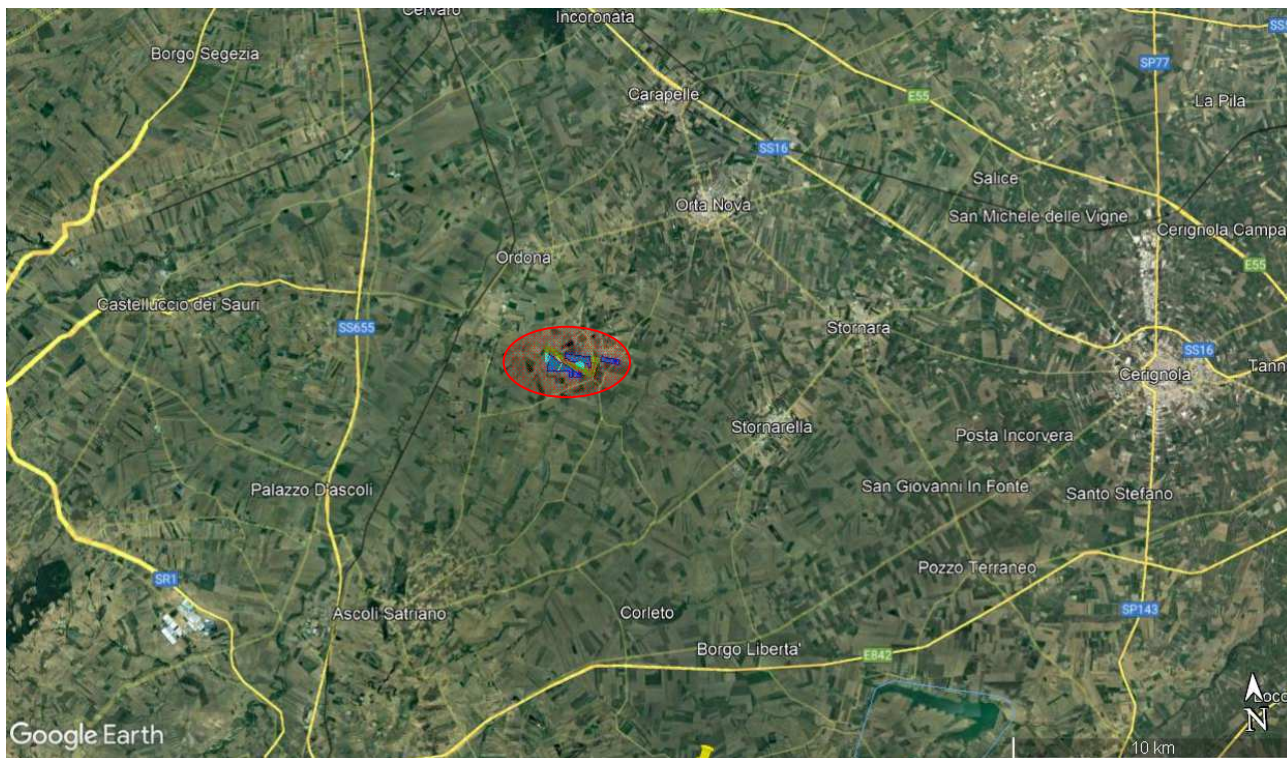 Cervaro
Incoronata
Borgo Segezia
SP77
Carapelle
E55
La Pila
SS16
Salice
Orta Nova
San Michele delle Vigne
Cerignola Campa
Ordona
E55
Castelluccio dei Sauri
SS655
Stornara
SS16
Cerignola
Tann
Stornarella
Posta Incorvera
Palazzo D'ascoli
San Giovanni In Fonte
Santo Stefano
Pozzo Terraneo
SR1
Ascoli Satriano
Corleto
SP143
Borgo Liberta'
E842
Loco
N
Google Earth
10 km